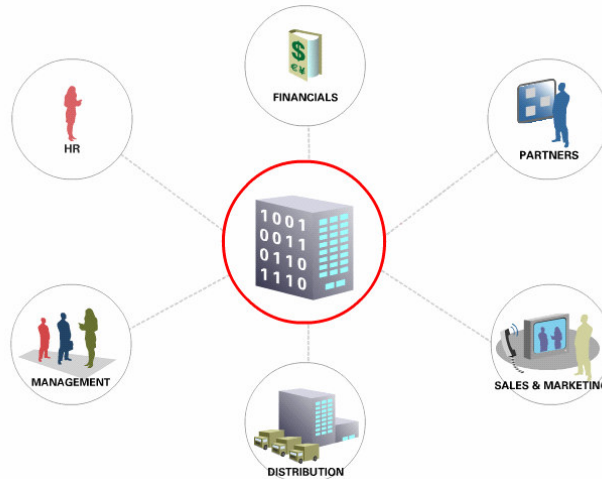 FINANCIALS
HR
PARTNERS
1001
0011
0110
1110
MANAGEMENT
SALES & MARKETING
DISTRIBUTION
$
€¥